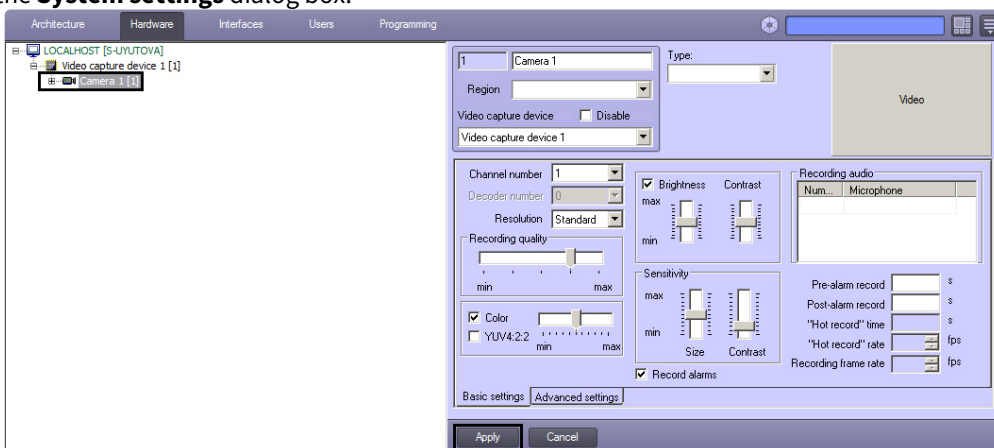 the System settings dialog box.
Architecture Hardware Interfaces Users Programming
LOCALHOST [S-UYUTOVA]
Video capture device 1 [1]
Camera 1 [1]
1 Camera 1 Type:
Region
Video capture device Disable
Video capture device 1
Video
Channel number 1
Decoder number 0
Resolution Standard
Recording quality
min max
Color
YUV4:2:2
min max
Brightness Contrast
max
min
Sensitivity
max
min
Size Contrast
Record alarms
Recording audio
Num... Microphone
Pre-alarm record s
Post-alarm record s
"Hot record" time s
"Hot record" rate fps
Recording frame rate fps
Basic settings Advanced settings
Apply Cancel